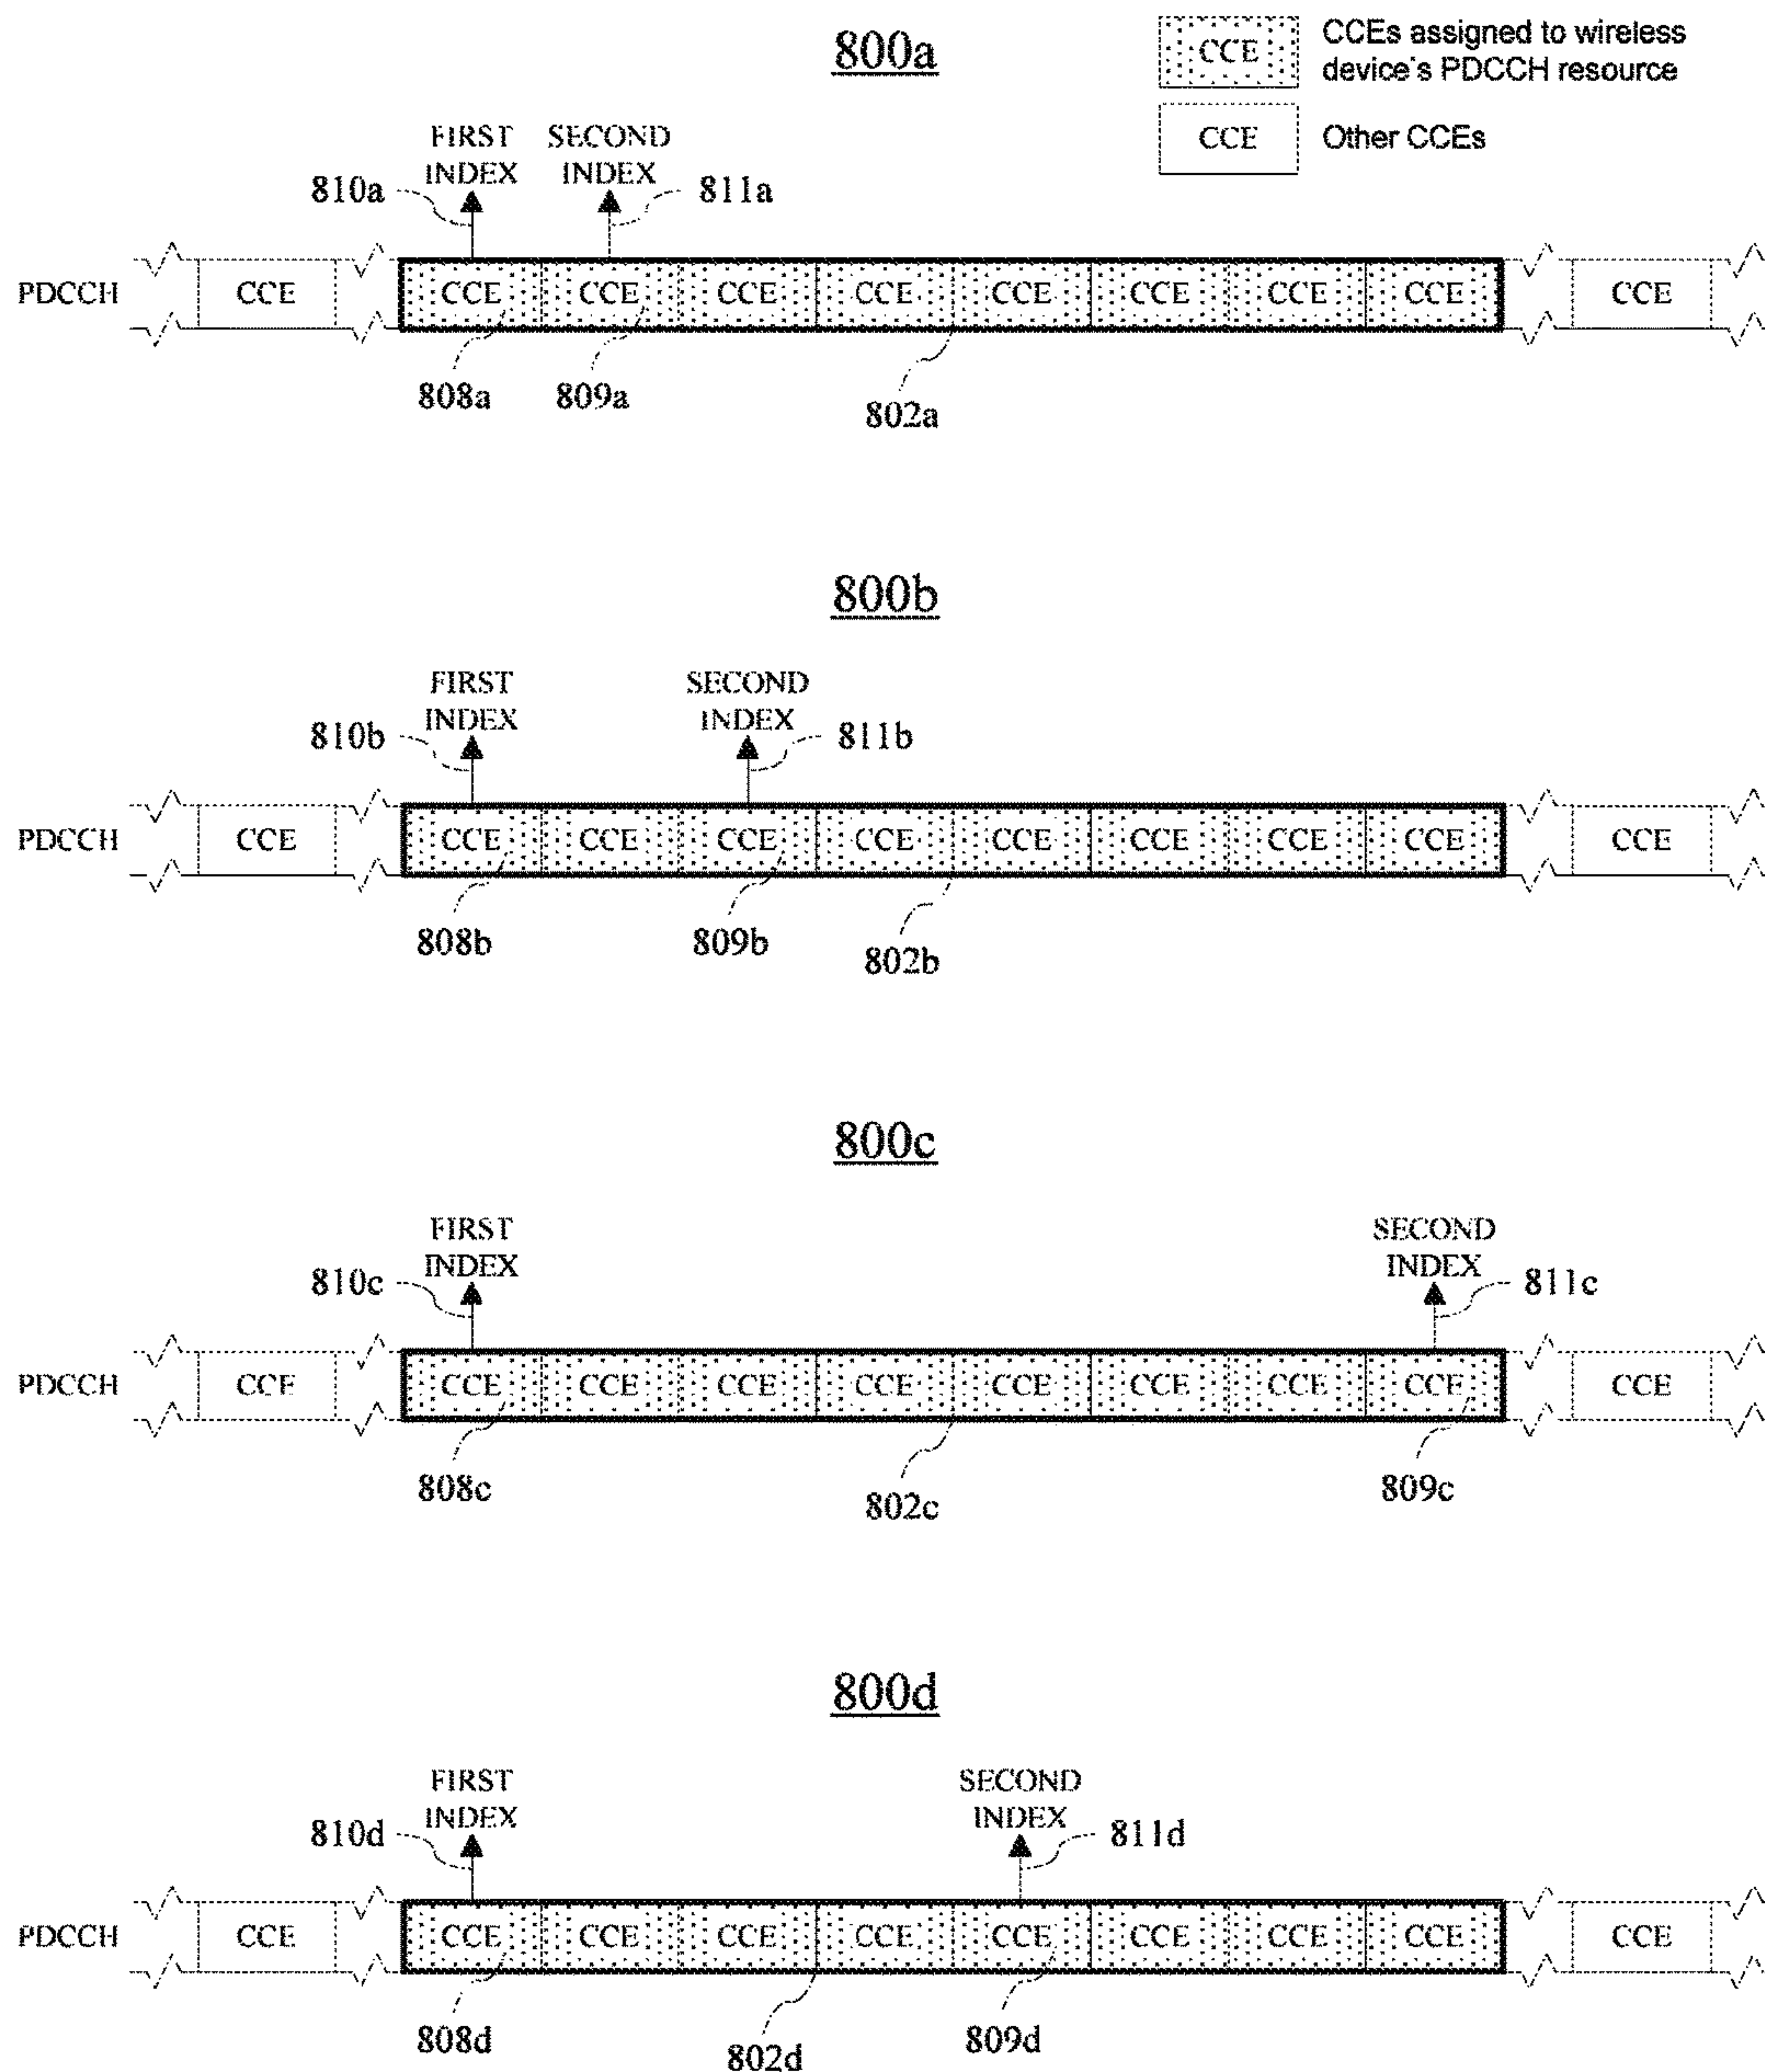 800a
CCE
CCEs assigned to wireless
device's PDCCH resource
CCE
Other CCEs
FIRST
INDEX
SECOND
INDEX
810a
811a
PDCCH CCE CCE CCE CCE CCE CCE CCE CCE CCE CCE
808a
809a
802a
800b
FIRST
INDEX
SECOND
INDEX
810b
811b
PDCCH CCE CCE CCE CCE CCE CCE CCE CCE CCE CCE
808b
809b
802b
800c
FIRST
INDEX
SECOND
INDEX
810c
811c
PDCCH CCE CCE CCE CCE CCE CCE CCE CCE CCE CCE
808c
802c
809c
800d
FIRST
INDEX
SECOND
INDEX
810d
811d
PDCCH CCE CCE CCE CCE CCE CCE CCE CCE CCE CCE
808d
802d
809d